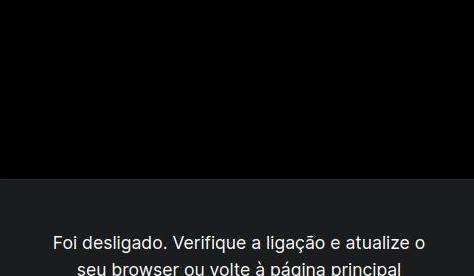 Foi desligado. Verifique a ligação e atualize o
seu browser ou volte à página principal